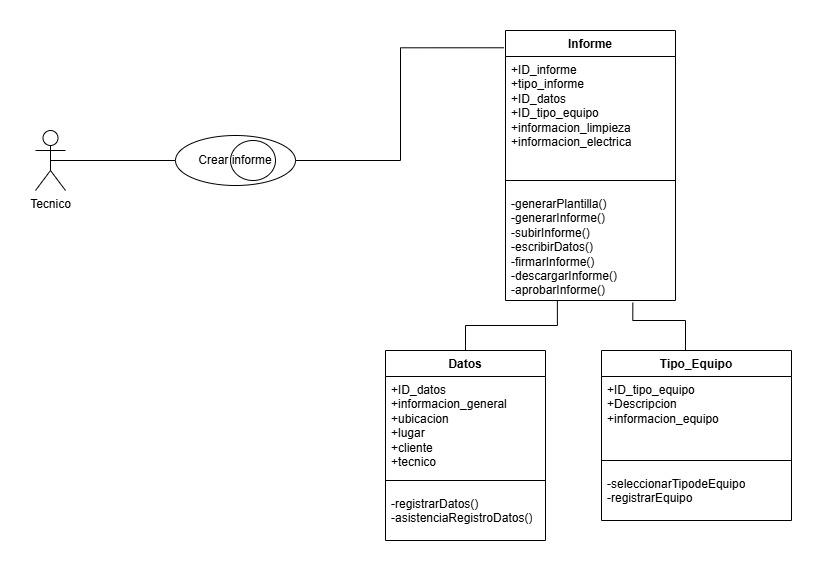 Informe
+ID_informe
+tipo_informe
+ID_datos
+ID_tipo_equipo
+informacion_limpieza
+informacion_electrica
-generarPlantilla()
-generarInforme()
-subirInforme()
-escribirDatos()
-firmarInforme()
-descargarInforme()
-aprobarInforme()
Crear informe
Tecnico
Datos
+ID_datos
+informacion_general
+ubicacion
+lugar
+cliente
+tecnico
-registrarDatos()
-asistenciaRegistroDatos()
Tipo_Equipo
+ID_tipo_equipo
+Descripcion
+informacion_equipo
-seleccionarTipodeEquipo
-registrarEquipo